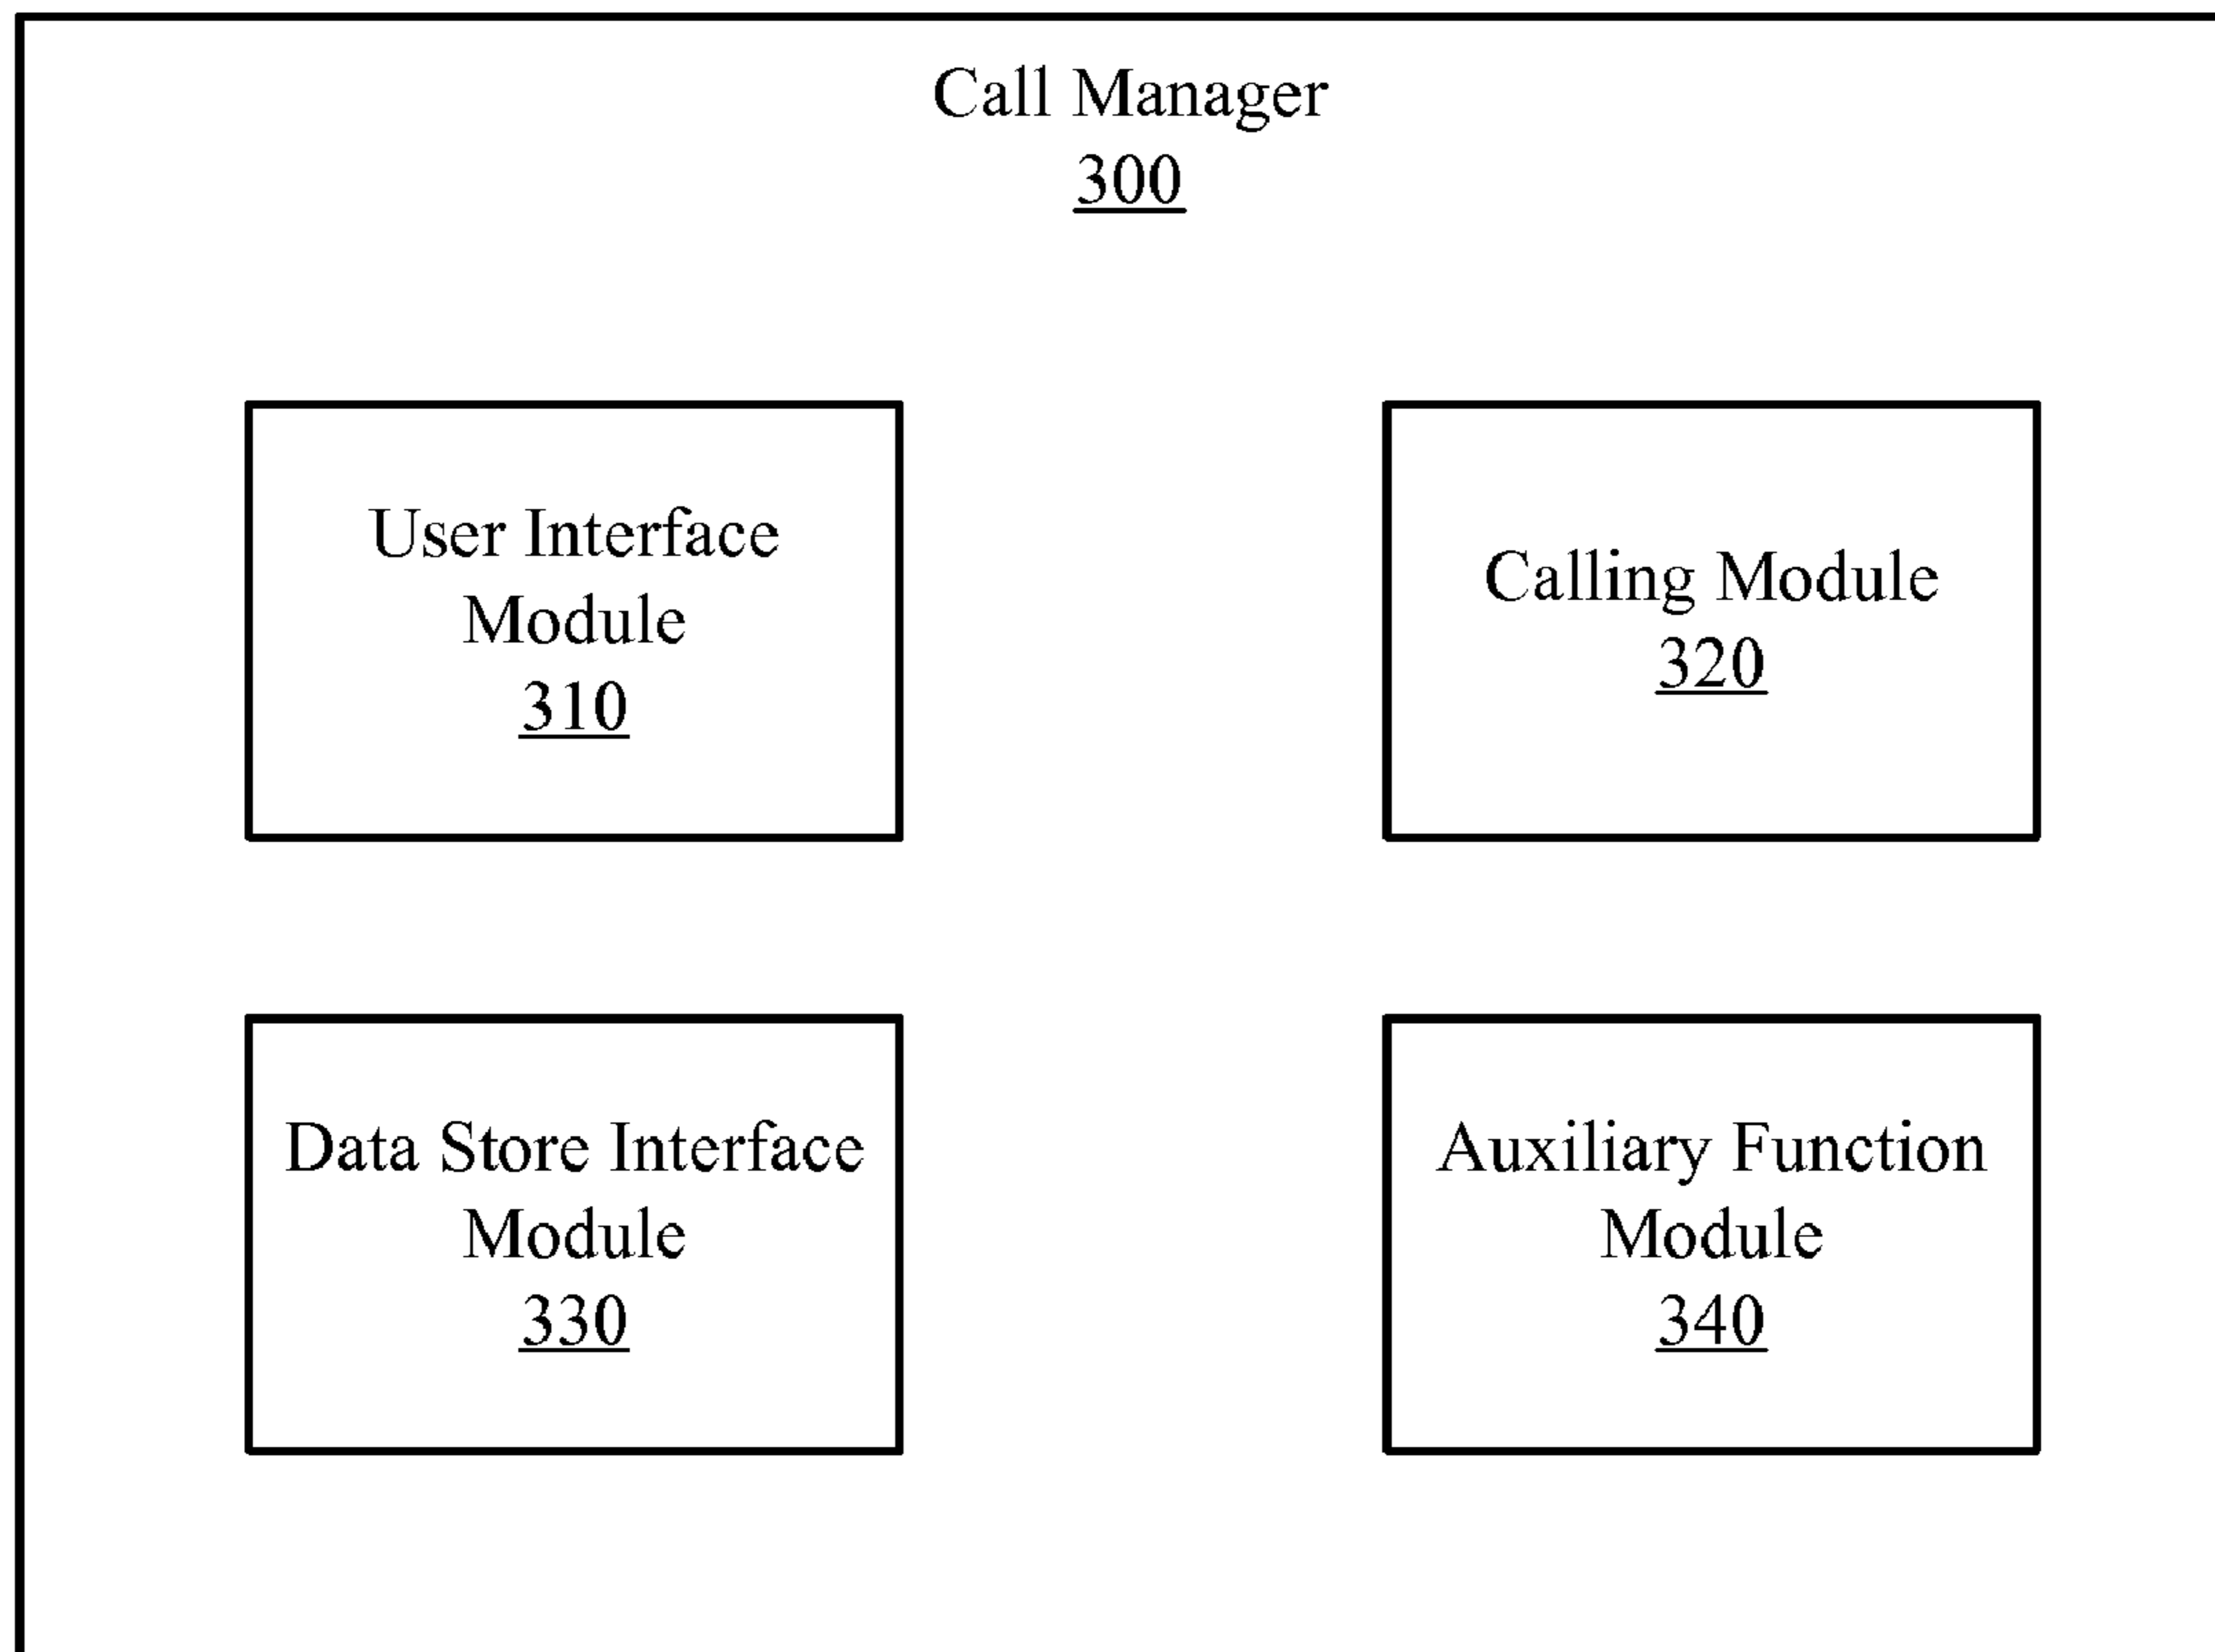 Call Manager
300
User Interface
Module
310
Calling Module
320
Data Store Interface
Module
330
Auxiliary Function
Module
340